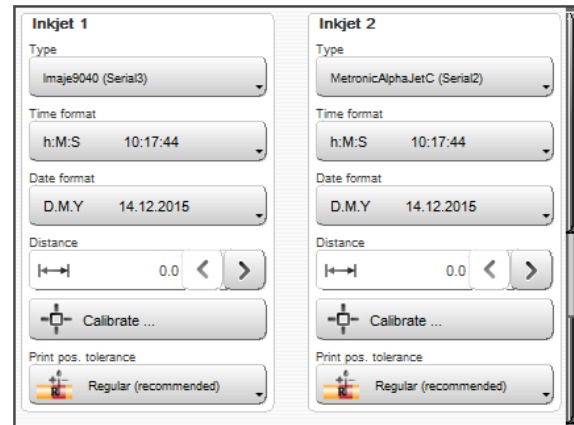 Inkjet 1
Type
Imaje9040 (Serial3)
Time format
h:M:S 10:17:44
Date format
D.M.Y 14.12.2015
Distance
0.0
Calibrate ...
Print pos. tolerance
R
Regular (recommended)
Inkjet 2
Type
MetronicAlphaJetC (Serial2)
Time format
h:M:S 10:17:44
Date format
D.M.Y 14.12.2015
Distance
0.0
Calibrate ...
Print pos. tolerance
R
Regular (recommended)